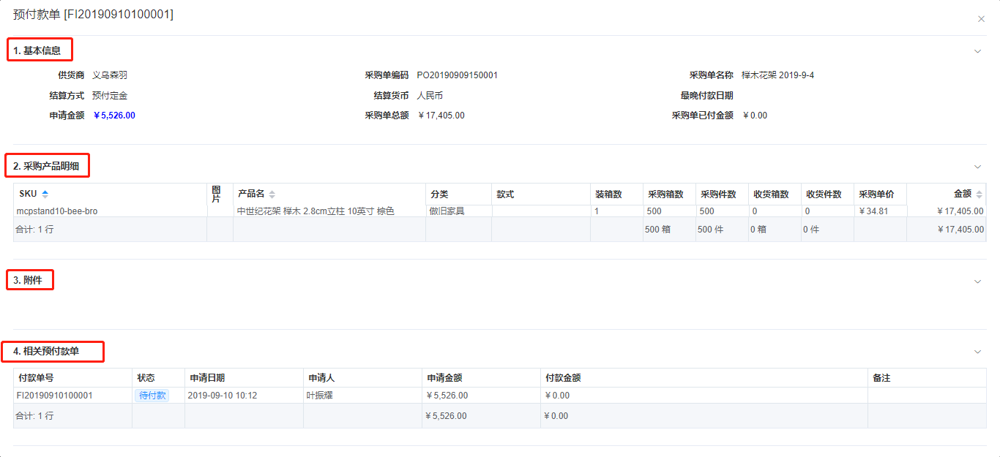 预付款单 [FI20190910100001]
1. 基本信息
供货商 义乌森羽 采购单编码 PO20190909150001 采购单名称 榉木花架 2019-9-4
结算方式 预付定金 结算货币 人民币 最晚付款日期
申请金额 ￥5,526.00 采购单总额 ￥17,405.00 采购单已付金额 ￥0.00
2. 采购产品明细
SKU 图片 产品名 分类 款式 装箱数 采购箱数 采购件数 收货箱数 收货件数 采购单价 金额
mcpstand10-bee-bro 中世纪花架 榉木 2.8cm立柱 10英寸 棕色 做旧家具 1 500 500 0 0 ￥34.81 ￥17,405.00
合计: 1 行 500 箱 500 件 0 箱 0 件 ￥17,405.00
3. 附件
4. 相关预付款单
付款单号 状态 申请日期 申请人 申请金额 付款金额 备注
FI20190910100001 待付款 2019-09-10 10:12 叶振耀 ￥5,526.00 ￥0.00
合计: 1 行 ￥5,526.00 ￥0.00